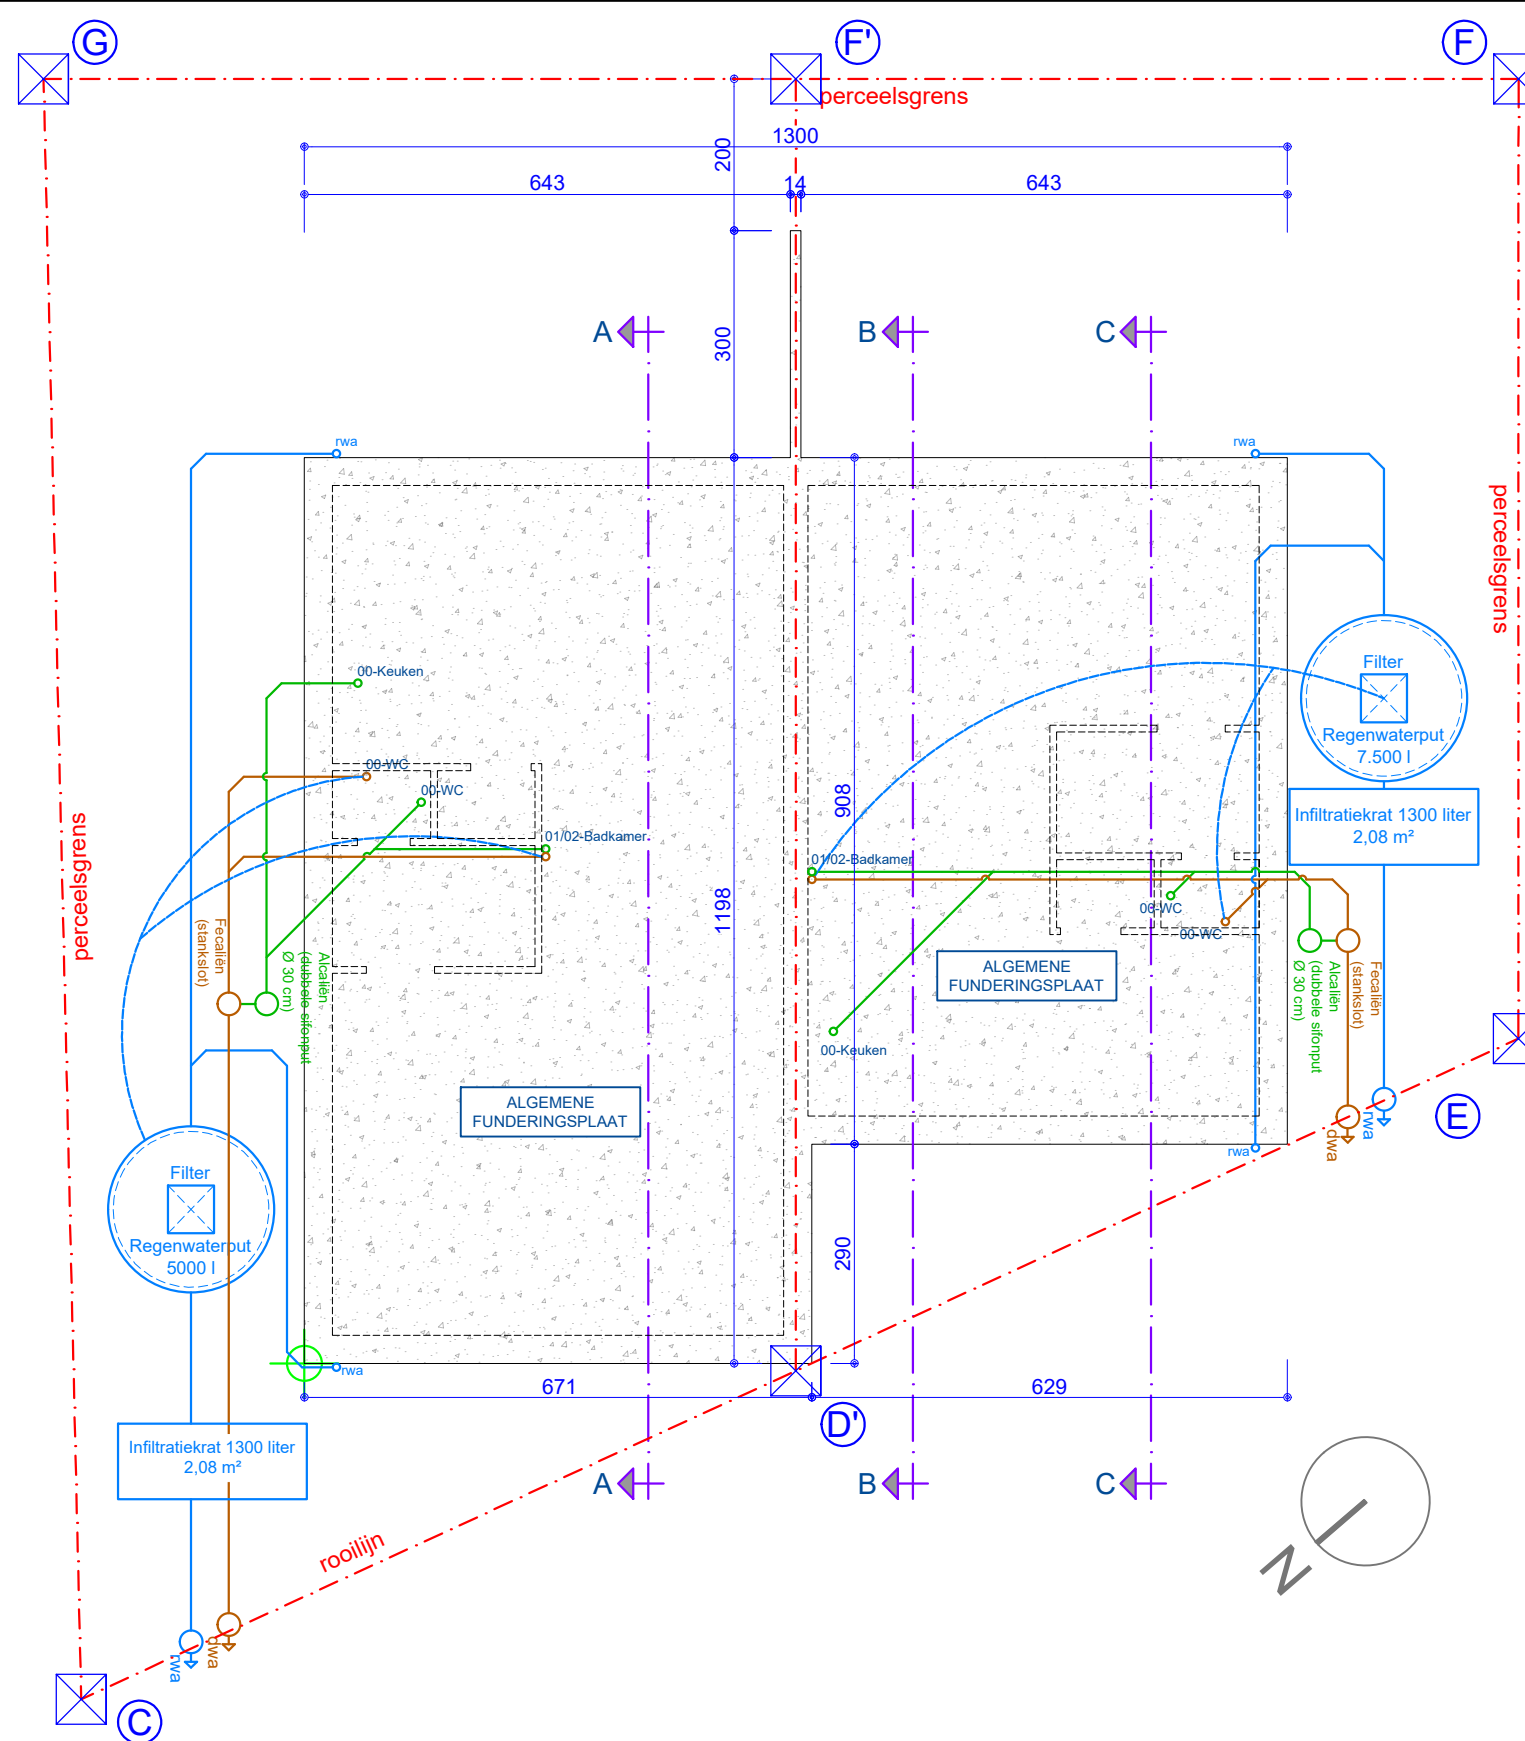 G
F'
F
perceelsgrens
1300
200
643
14
643
300
A
B
C
rwa
rwa
perceelsgrens
00-Keuken
Filter
Regenwaterput
7.500 l
00-WC
00-WC
908
Infiltratiekrat 1300 liter
2,08 m²
01/02-Badkamer
01/02-Badkamer
perceelsgrens
1198
00-WC
00-WC
Fecaliën
(stankslot)
Alcaliën
(dubbele sifonput
Ø 30 cm)
ALGEMENE
FUNDERINGSPLAAT
Alcaliën
(dubbele sifonput
Ø 30 cm)
Fecaliën
(stankslot)
00-Keuken
ALGEMENE
FUNDERINGSPLAAT
E
rwa
dwa
rwa
Filter
Regenwaterput
5000 l
290
rwa
671
629
D'
Infiltratiekrat 1300 liter
2,08 m²
A
B
C
rooilijn
N
rwa
dwa
C